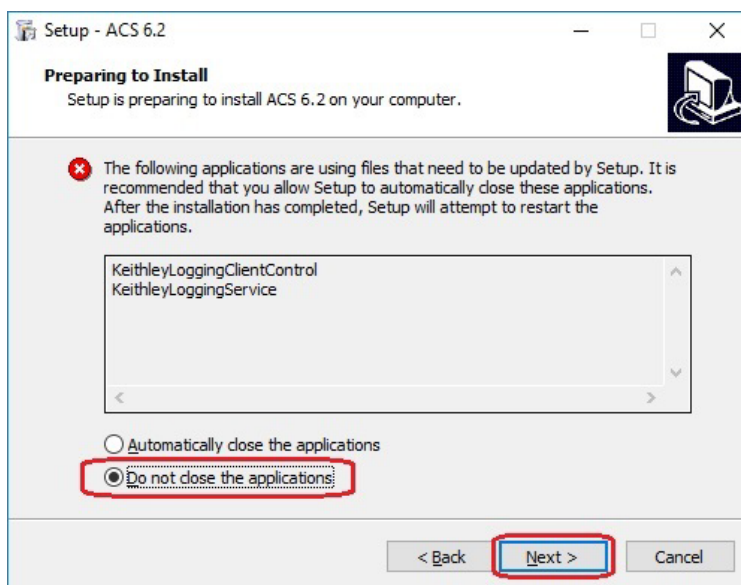 Setup - ACS 6.2
Preparing to Install
Setup is preparing to install ACS 6.2 on your computer.
The following applications are using files that need to be updated by Setup. It is
recommended that you allow Setup to automatically close these applications.
After the installation has completed, Setup will attempt to restart the
applications.
KeithleyLoggingClientControl
KeithleyLoggingService
Automatically close the applications
Do not close the applications
< Back Next > Cancel